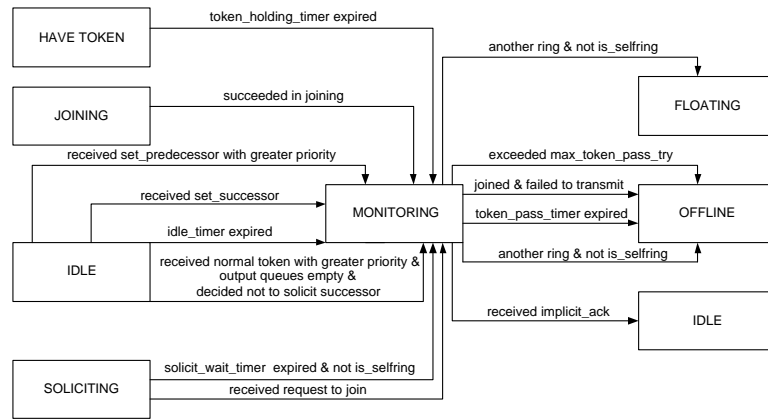 token_holding_timer expired
HAVE TOKEN
another ring & not is_selfring
succeeded in joining
JOINING
FLOATING
received set_predecessor with greater priority
exceeded max_token_pass_try
joined & failed to transmit
received set_successor
MONITORING
OFFLINE
token_pass_timer expired
idle_timer expired
another ring & not is_selfring
received normal token with greater priority &
output queues empty &
decided not to solicit successor
IDLE
received implicit_ack
IDLE
solicit_wait_timer expired & not is_selfring
SOLICITING
received request to join